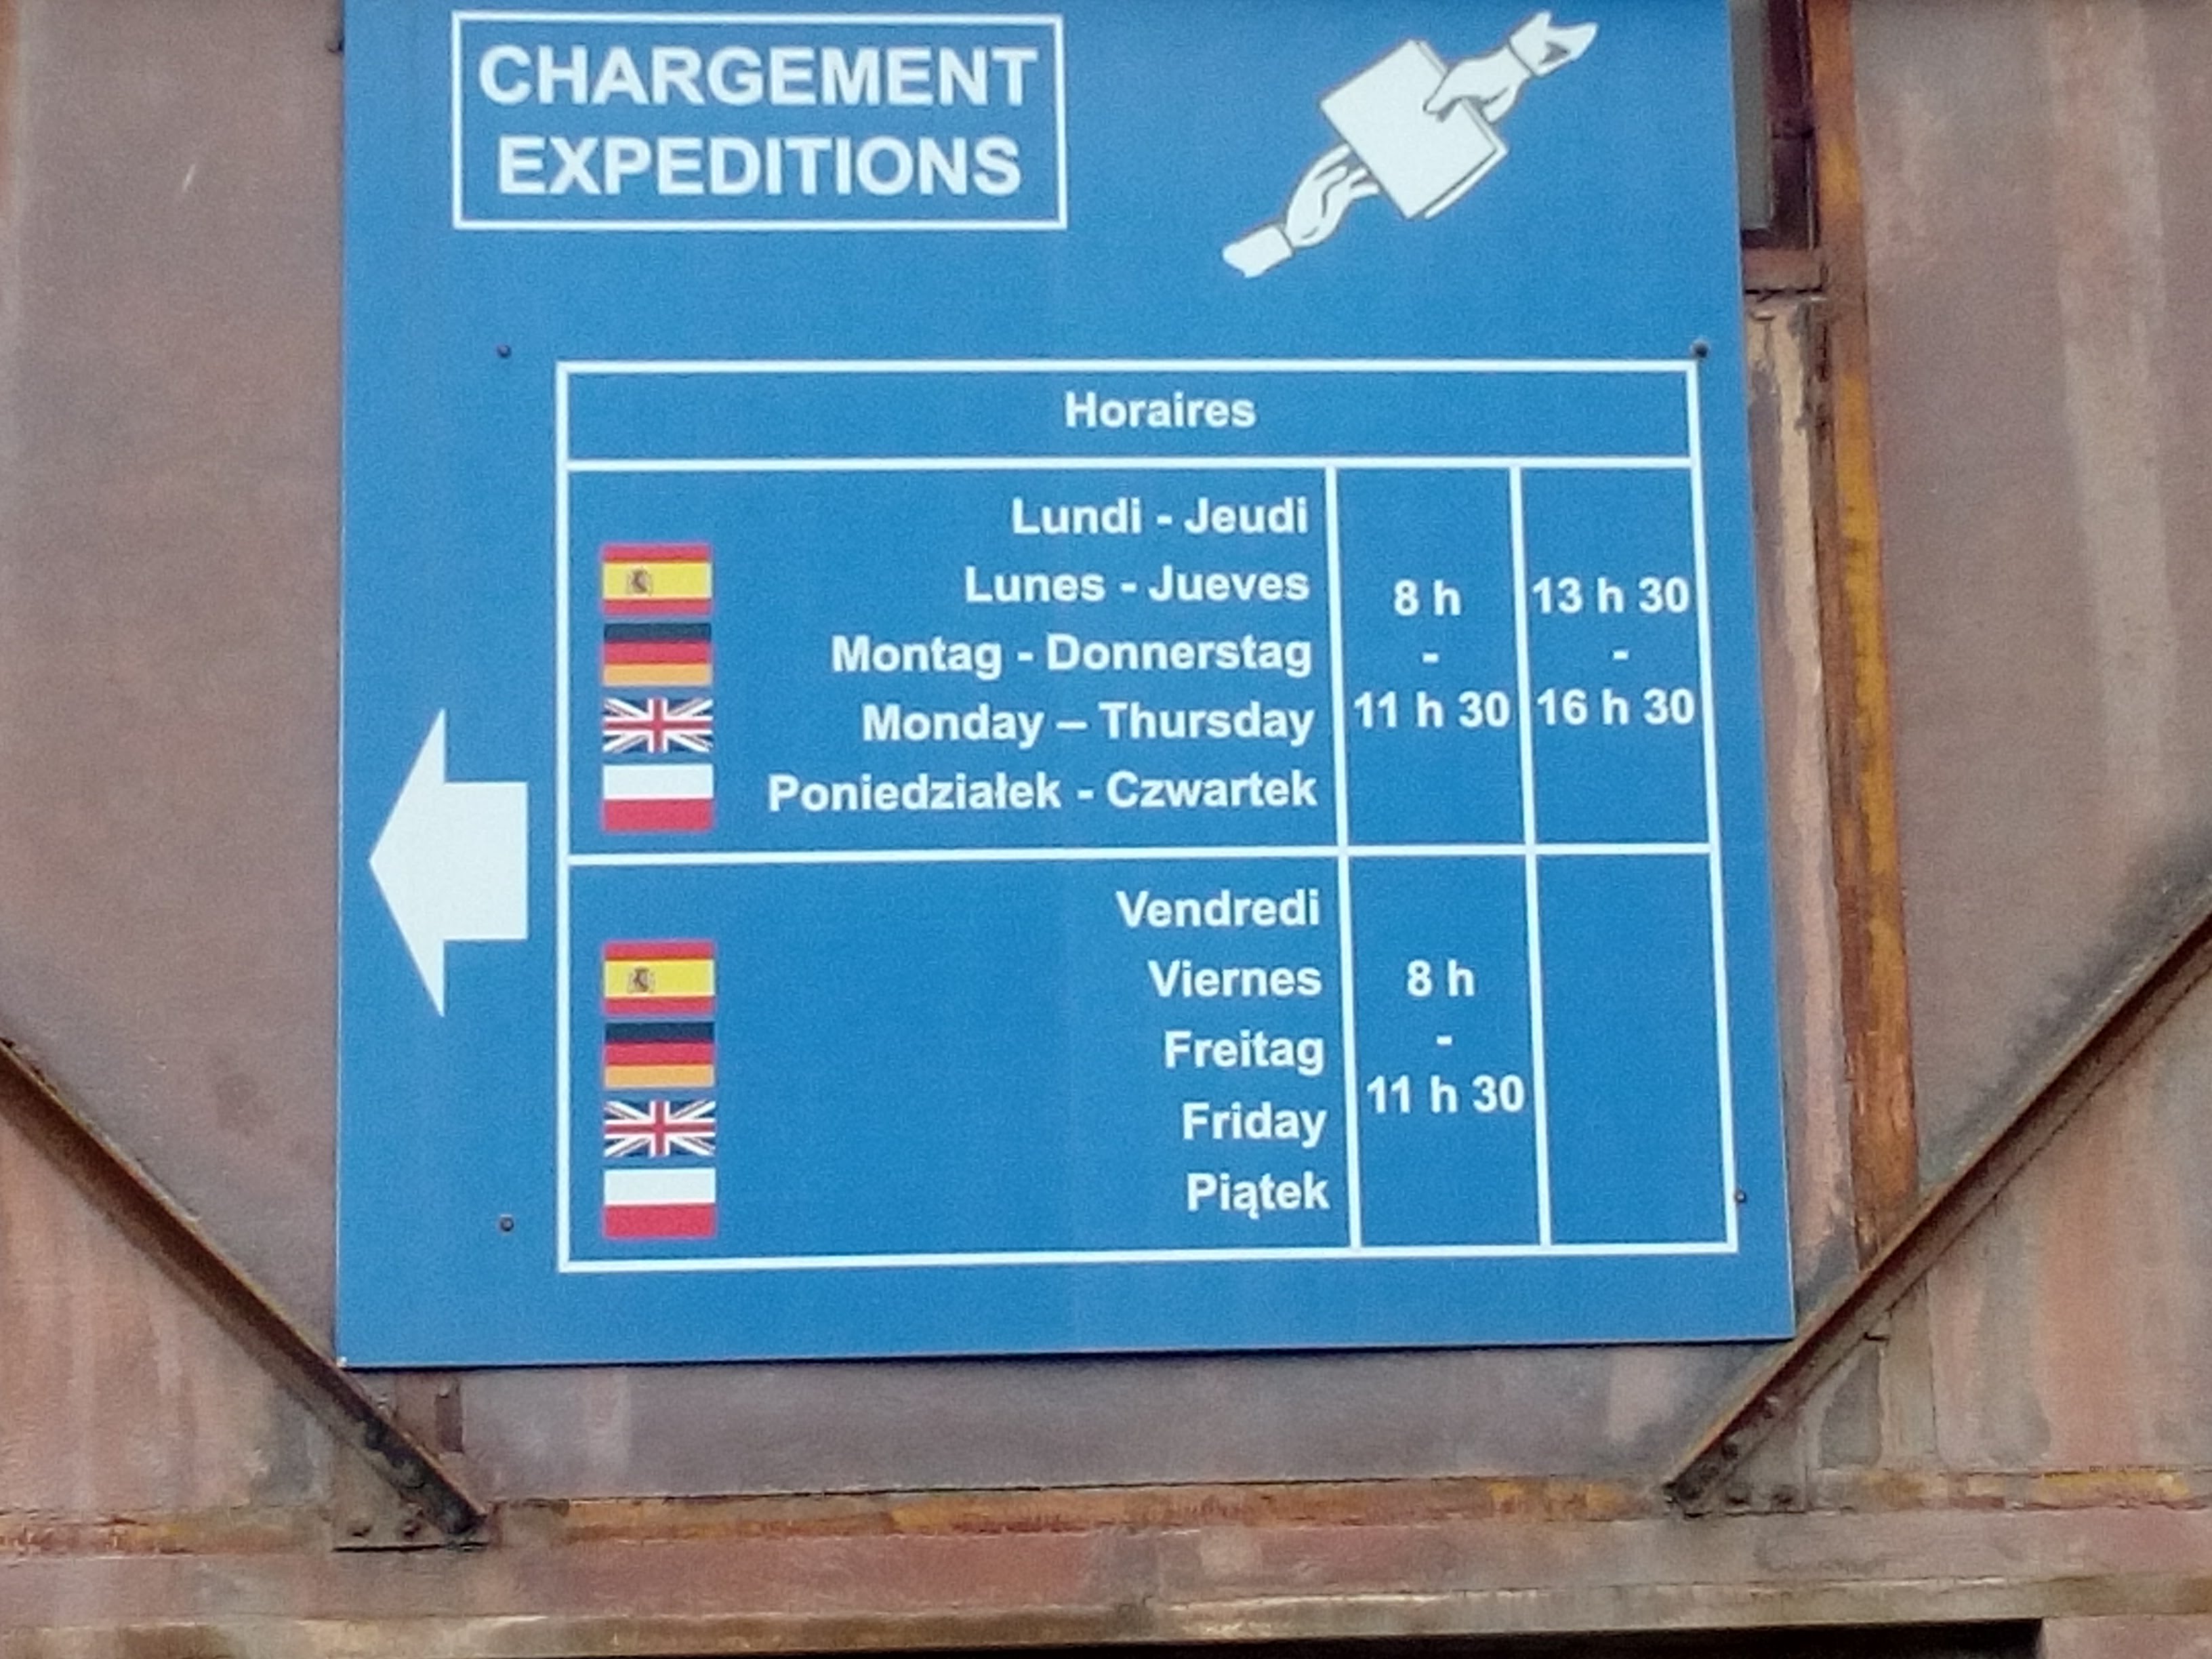 CHARGEMENT
EXPEDITIONS
Horaires
Lundi - Jeudi
Lunes - Jueves
Montag - Donnerstag
Monday – Thursday
Poniedziałek - Czwartek
8 h
-
11 h 30
13 h 30
-
16 h 30
Vendredi
Viernes
Freitag
Friday
Piątek
8 h
-
11 h 30